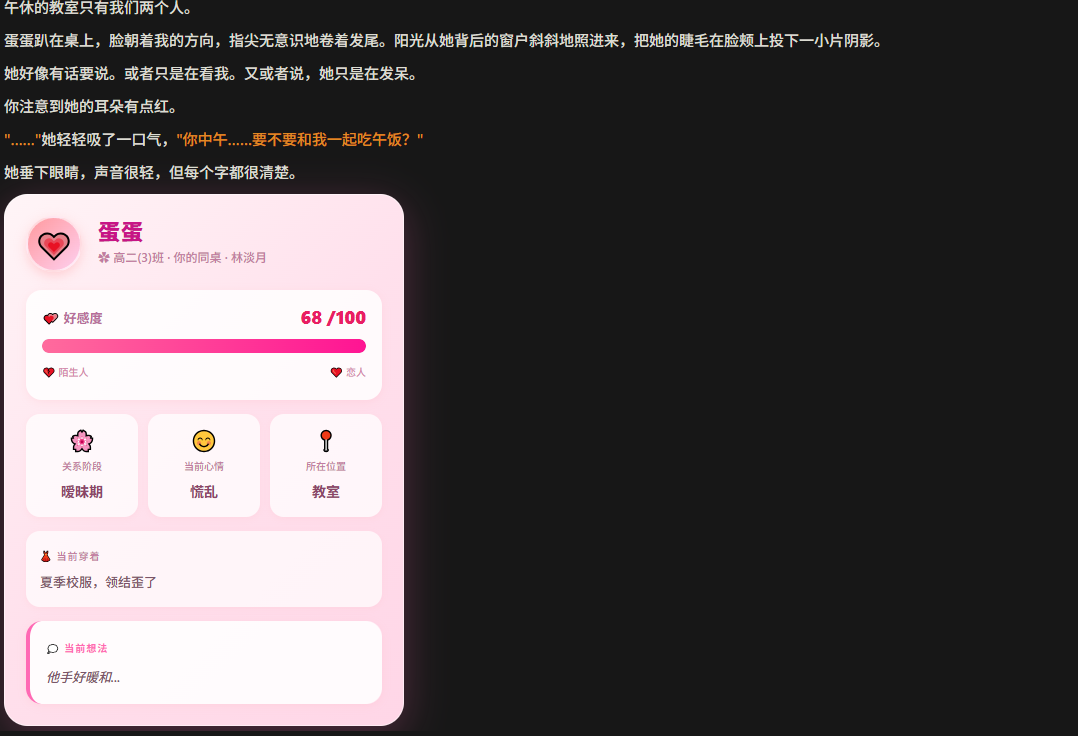 午休的教室只有我们两个人。
蛋蛋趴在桌上，脸朝着我的方向，指尖无意识地卷着发尾。阳光从她背后的窗户斜斜地照进来，把她的睫毛在脸颊上投下一小片阴影。
她好像有话要说。或者只是在看我。又或者说，她只是在发呆。
你注意到她的耳朵有点红。
"……"她轻轻吸了一口气，"你中午……要不要和我一起吃午饭？"
她垂下眼睛，声音很轻，但每个字都很清楚。
蛋蛋
高二(3)班 · 你的同桌 · 林淡月
好感度
68 /100
陌生人
恋人
关系阶段
暧昧期
当前心情
慌乱
所在位置
教室
当前穿着
夏季校服，领结歪了
当前想法
他手好暖和...